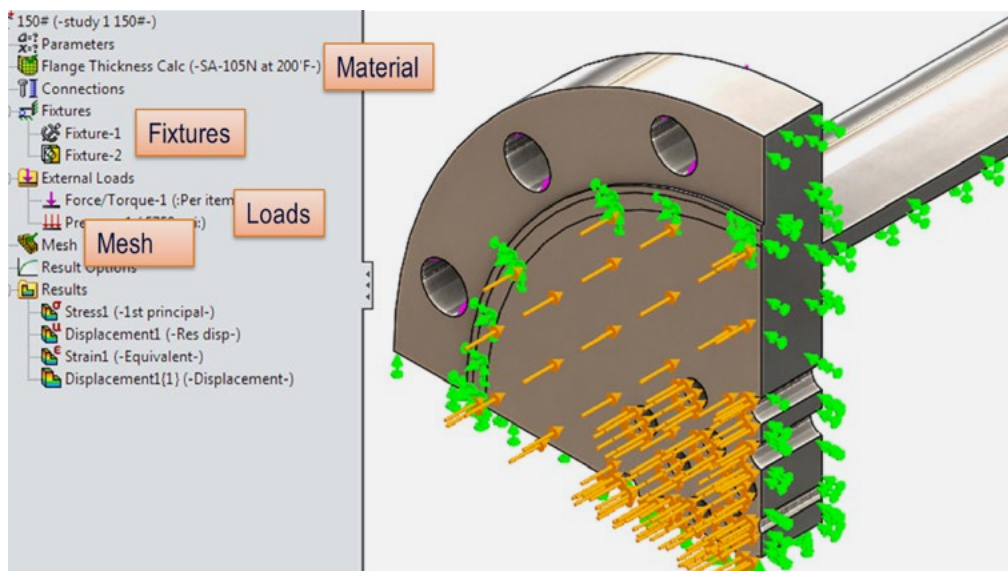 150# (-study 1 150#-)
Parameters
Flange Thickness Calc (-SA-105N at 200'F-)
Material
Connections
Fixtures
Fixture-1
Fixtures
Fixture-2
External Loads
Force/Torque-1 (:Per item
Loads
Mesh
Mesh
Result Options
Results
Stress1 (-1st principal-)
Displacement1 (-Res disp-)
Strain1 (-Equivalent-)
Displacement1{1} (-Displacement-)